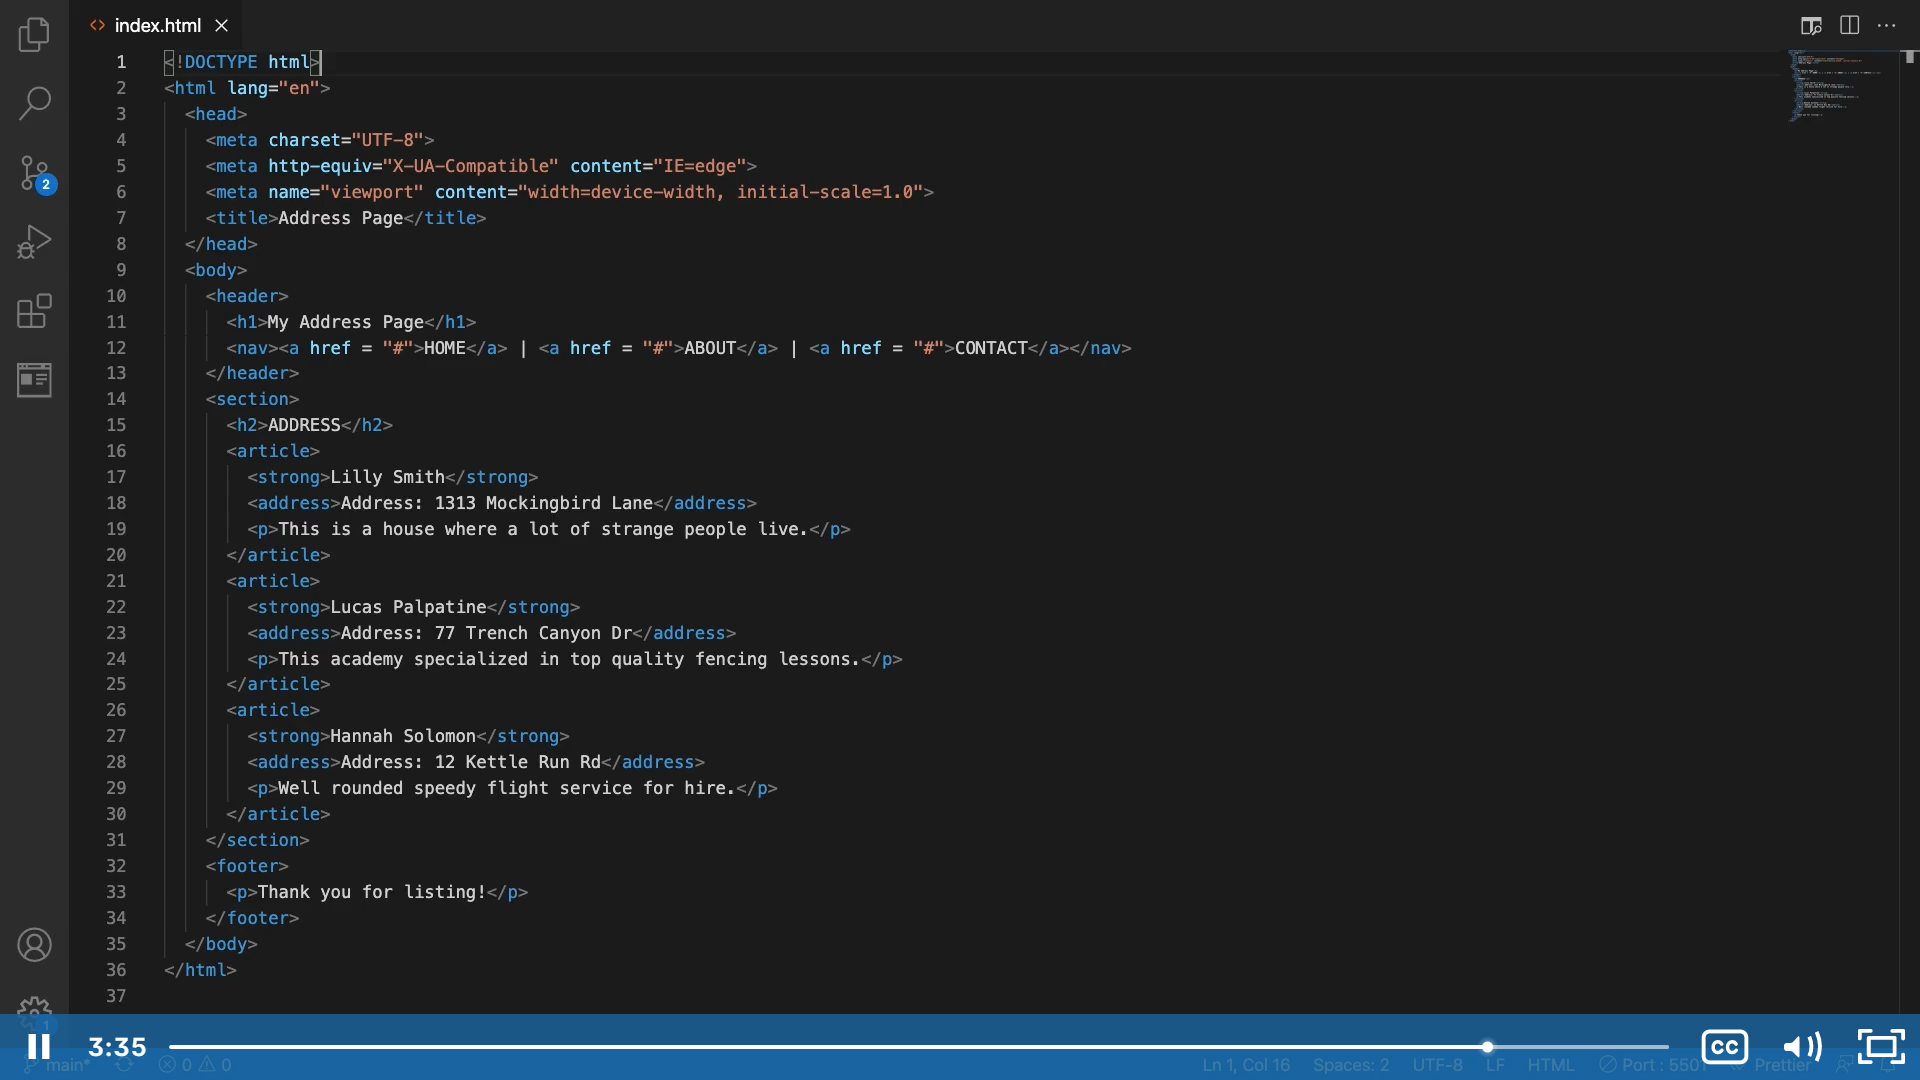 index.html
1 <!DOCTYPE html>
2 <html lang="en">
3 <head>
4 <meta charset="UTF-8">
5 <meta http-equiv="X-UA-Compatible" content="IE=edge">
6 <meta name="viewport" content="width=device-width, initial-scale=1.0">
7 <title>Address Page</title>
8 </head>
9 <body>
10 <header>
11 <h1>My Address Page</h1>
12 <nav><a href = "#">HOME</a> | <a href = "#">ABOUT</a> | <a href = "#">CONTACT</a></nav>
13 </header>
14 <section>
15 <h2>ADDRESS</h2>
16 <article>
17 <strong>Lilly Smith</strong>
18 <address>Address: 1313 Mockingbird Lane</address>
19 <p>This is a house where a lot of strange people live.</p>
20 </article>
21 <article>
22 <strong>Lucas Palpatine</strong>
23 <address>Address: 77 Trench Canyon Dr</address>
24 <p>This academy specialized in top quality fencing lessons.</p>
25 </article>
26 <article>
27 <strong>Hannah Solomon</strong>
28 <address>Address: 12 Kettle Run Rd</address>
29 <p>Well rounded speedy flight service for hire.</p>
30 </article>
31 </section>
32 <footer>
33 <p>Thank you for listing!</p>
34 </footer>
35 </body>
36 </html>
37
2
1
3:35
CC
main* 0 0 Ln 1, Col 16 Spaces: 2 UTF-8 LF HTML Port : 5501 Prettier